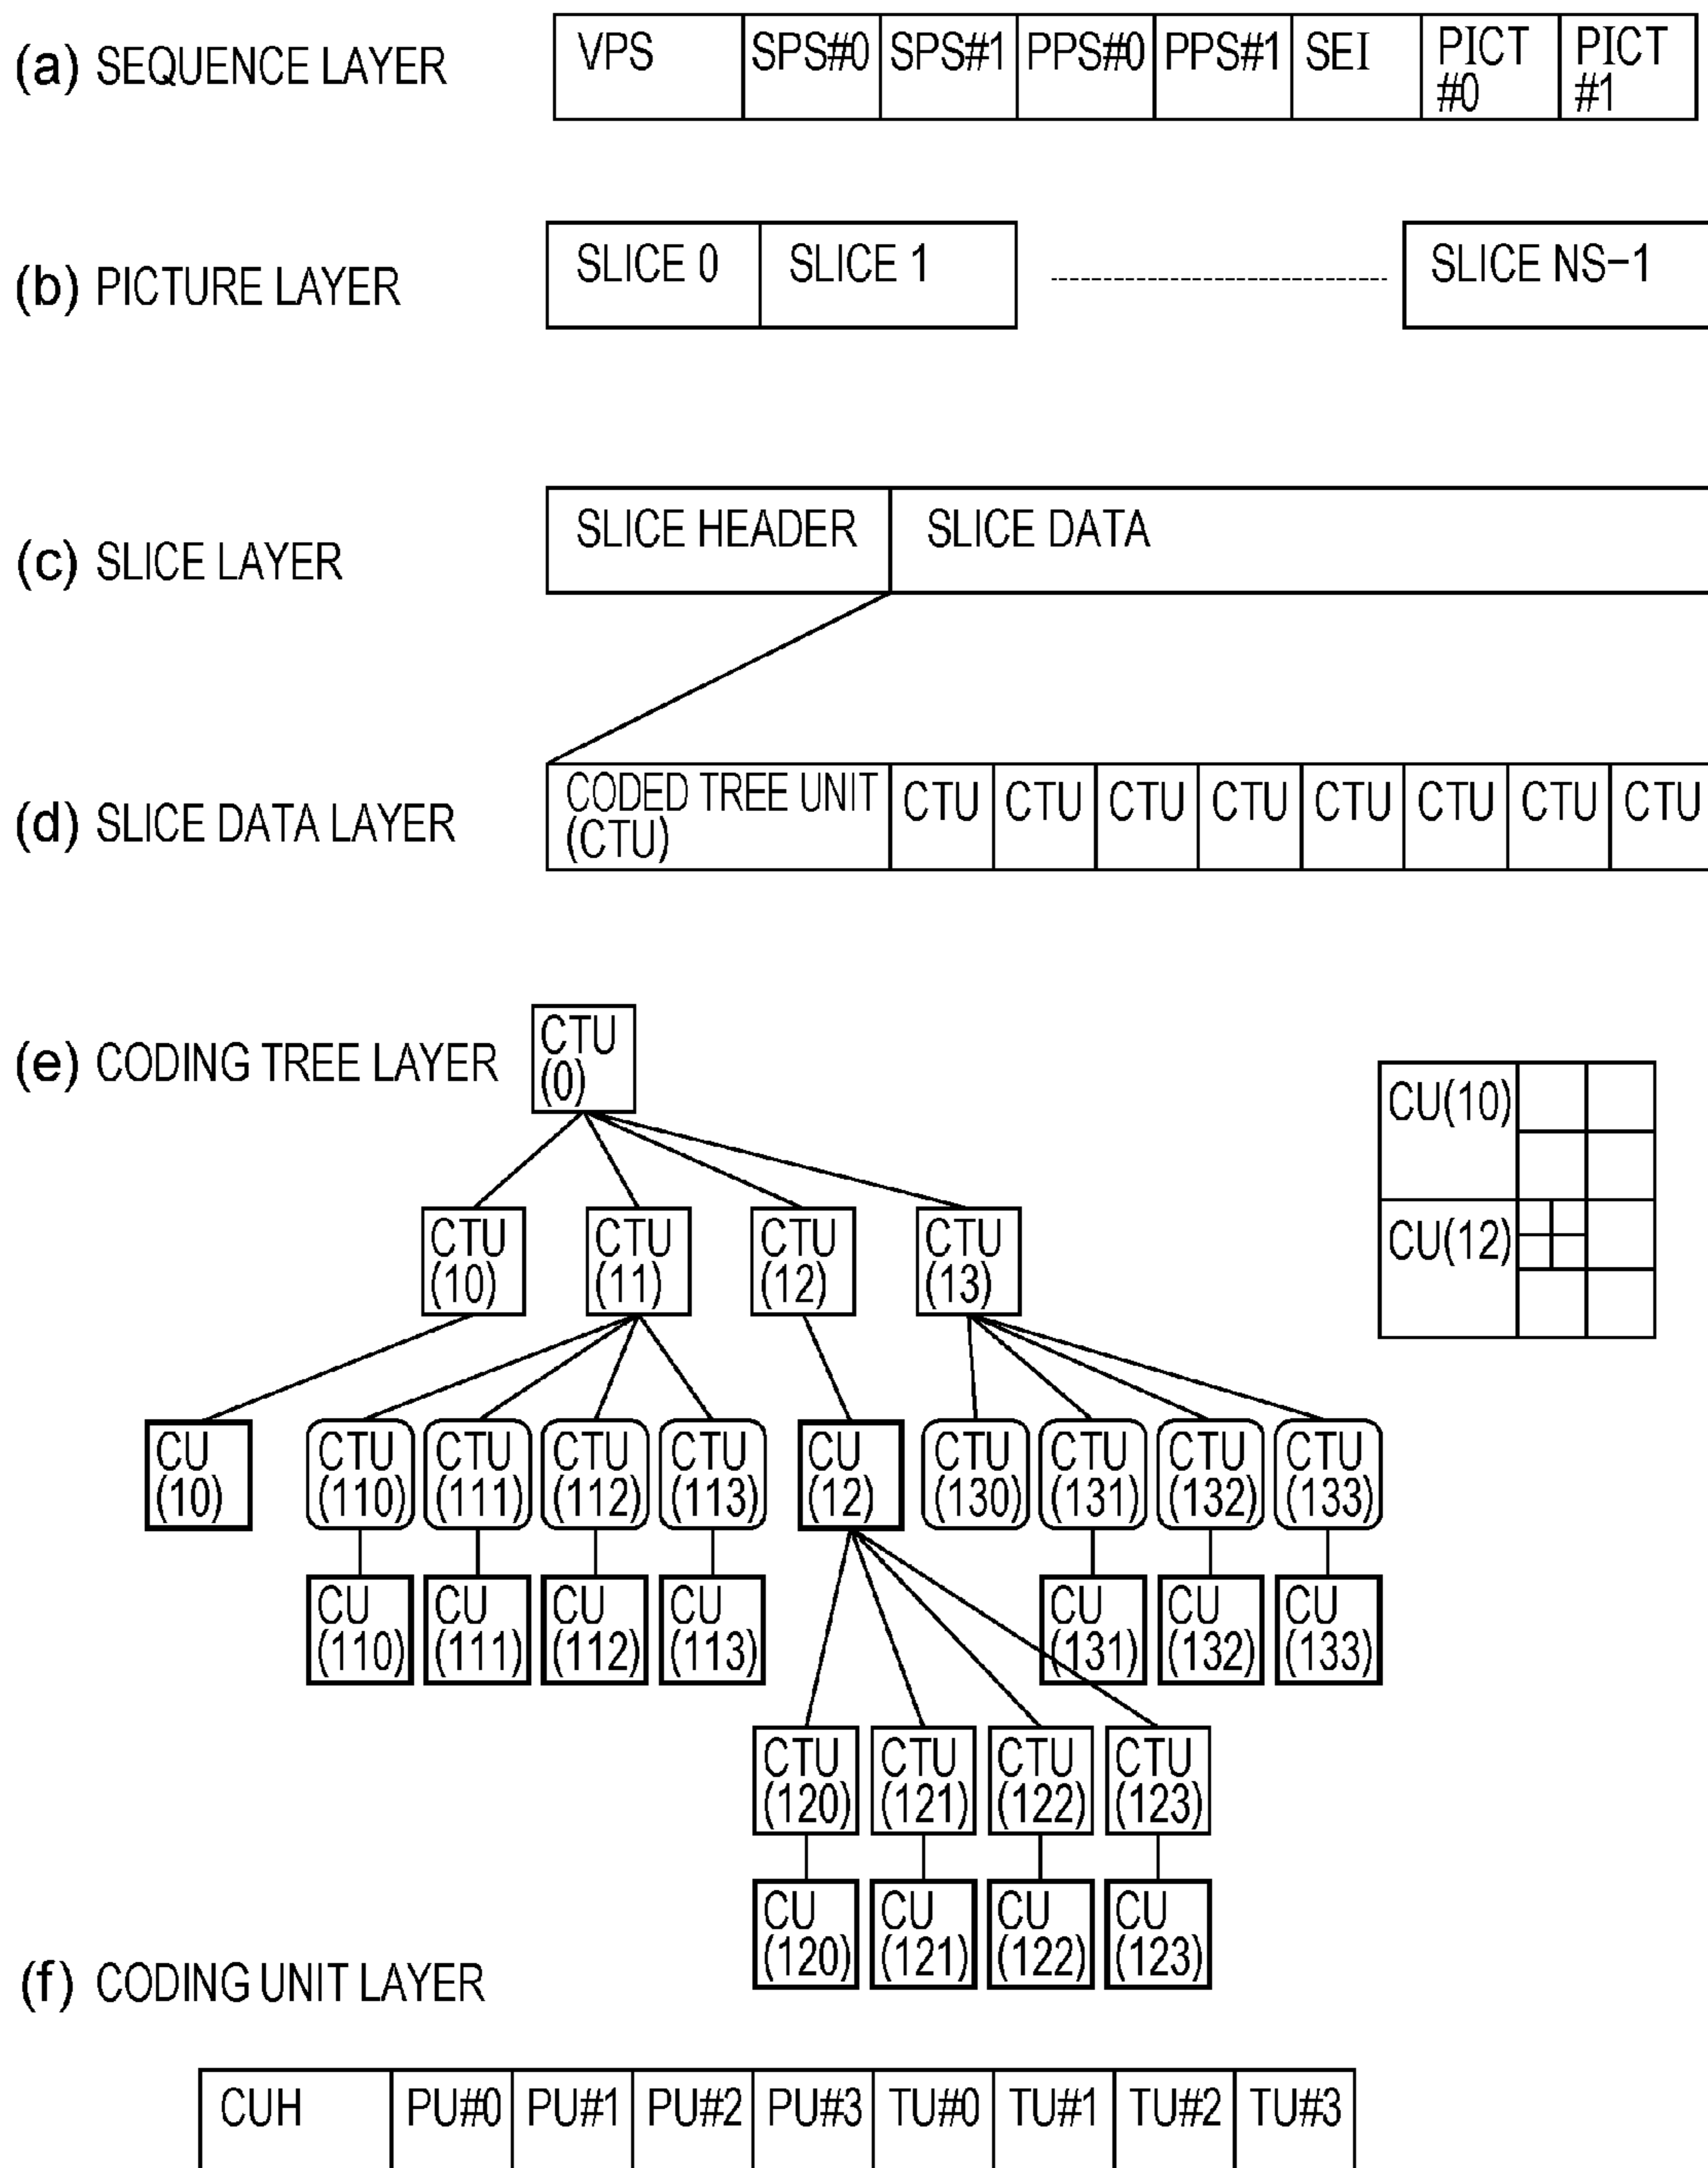 (a) SEQUENCE LAYER
VPS SPS#0 SPS#1 PPS#0 PPS#1 SEI PICT #0 PICT #1
(b) PICTURE LAYER
SLICE 0 SLICE 1 SLICE NS-1
(c) SLICE LAYER
SLICE HEADER SLICE DATA
(d) SLICE DATA LAYER
CODED TREE UNIT
(CTU)
CTU CTU CTU CTU CTU CTU CTU CTU
(e) CODING TREE LAYER
CTU
(0)
CU(10)
CU(12)
CTU CTU CTU CTU
(10) (11) (12) (13)
CU CTU CTU CTU CTU CU CTU CTU CTU CTU
(10) (110) (111) (112) (113) (12) (130) (131) (132) (133)
CU CU CU CU CU CU CU
(110) (111) (112) (113) (131) (132) (133)
CTU CTU CTU CTU
(120) (121) (122) (123)
CU CU CU CU
(120) (121) (122) (123)
(f) CODING UNIT LAYER
CUH PU#0 PU#1 PU#2 PU#3 TU#0 TU#1 TU#2 TU#3